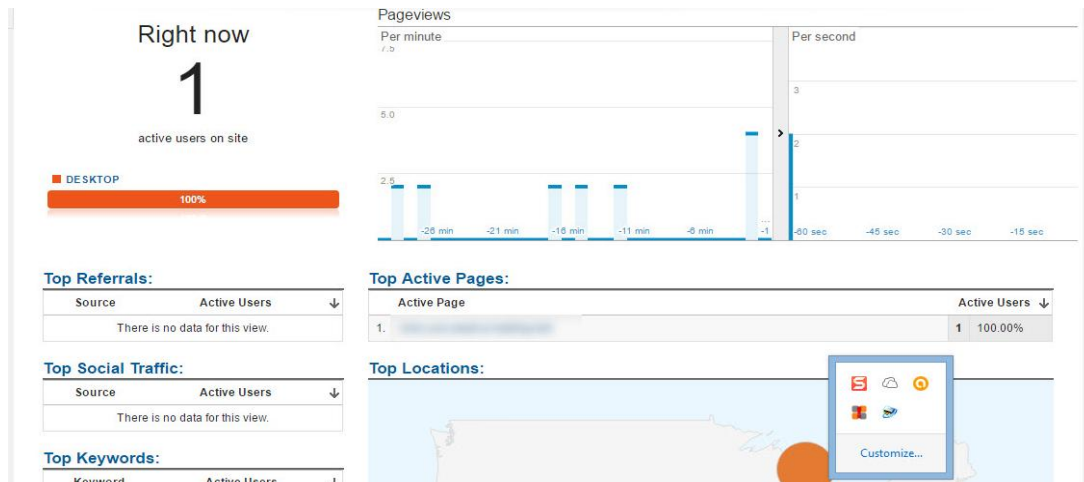 Right now
1
active users on site
DESKTOP
100%
Pageviews
Per minute
7.5
5.0
2.5
-26 min -21 min -16 min -11 min -6 min -1
...
Per second
3
2
1
-60 sec -45 sec -30 sec -15 sec
Top Referrals:
Source Active Users
There is no data for this view.
Top Social Traffic:
Source Active Users
There is no data for this view.
Top Keywords:
Keyword Active Users
Top Active Pages:
Active Page Active Users
1. 1 100.00%
Top Locations:
Customize...